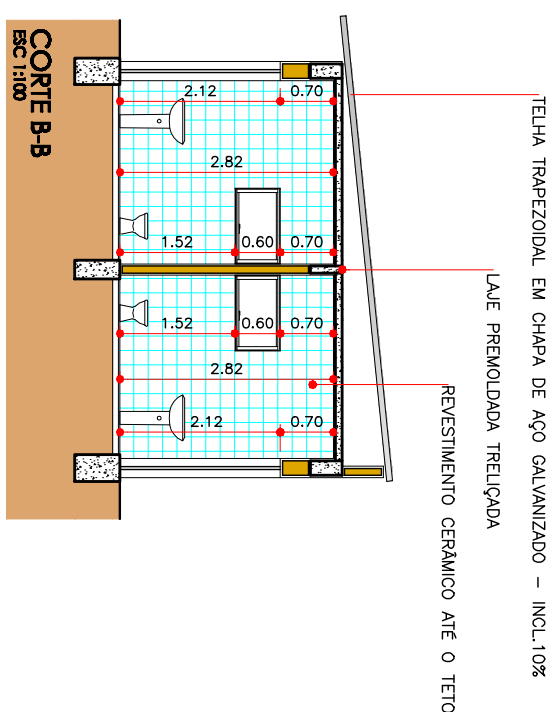 TELHA TRAPEZOIDAL EM CHAPA DE AÇO GALVANIZADO - INCL.10%
LAJE PREMOLDADA TRELIÇADA
REVESTIMENTO CERÂMICO ATÉ O TETO
2.12 0.70
2.82
1.52 0.60 0.70
1.52 0.60 0.70
2.82
2.12 0.70
CORTE B-B
ESC 1:100